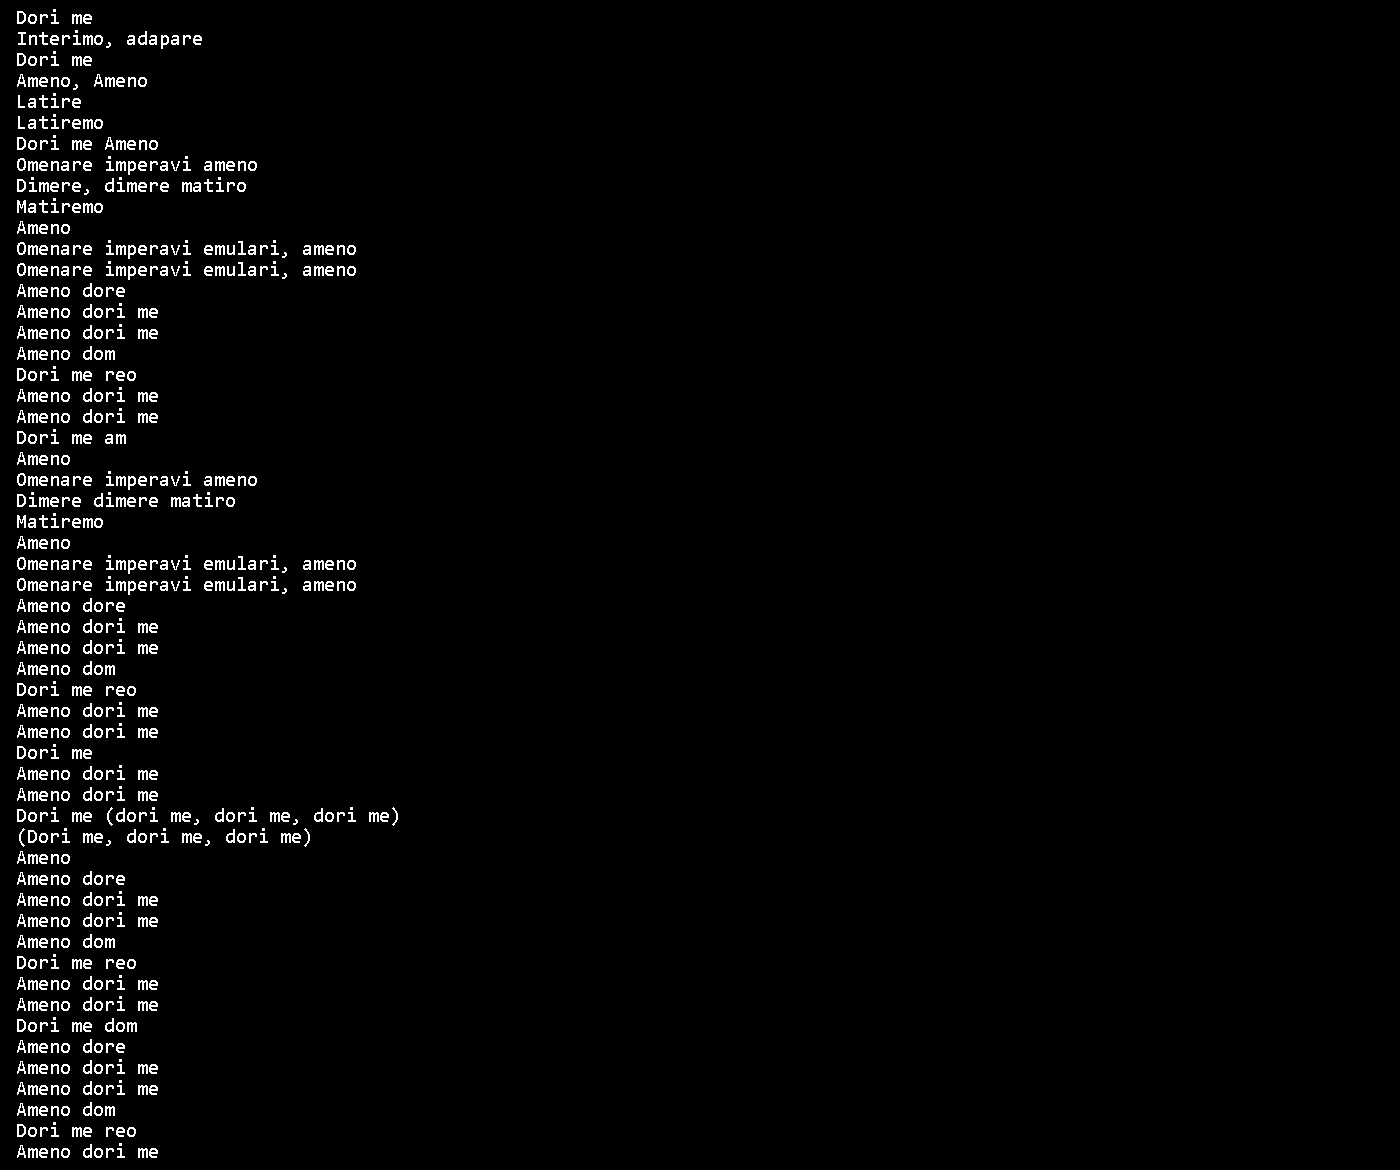 Dori me
Interimo, adapare
Dori me
Ameno, Ameno
Latire
Latiremo
Dori me Ameno
Omenare imperavi ameno
Dimere, dimere matiro
Matiremo
Ameno
Omenare imperavi emulari, ameno
Omenare imperavi emulari, ameno
Ameno dore
Ameno dori me
Ameno dori me
Ameno dom
Dori me reo
Ameno dori me
Ameno dori me
Dori me am
Ameno
Omenare imperavi ameno
Dimere dimere matiro
Matiremo
Ameno
Omenare imperavi emulari, ameno
Omenare imperavi emulari, ameno
Ameno dore
Ameno dori me
Ameno dori me
Ameno dom
Dori me reo
Ameno dori me
Ameno dori me
Dori me
Ameno dori me
Ameno dori me
Dori me (dori me, dori me, dori me)
(Dori me, dori me, dori me)
Ameno
Ameno dore
Ameno dori me
Ameno dori me
Ameno dom
Dori me reo
Ameno dori me
Ameno dori me
Dori me dom
Ameno dore
Ameno dori me
Ameno dori me
Ameno dom
Dori me reo
Ameno dori me